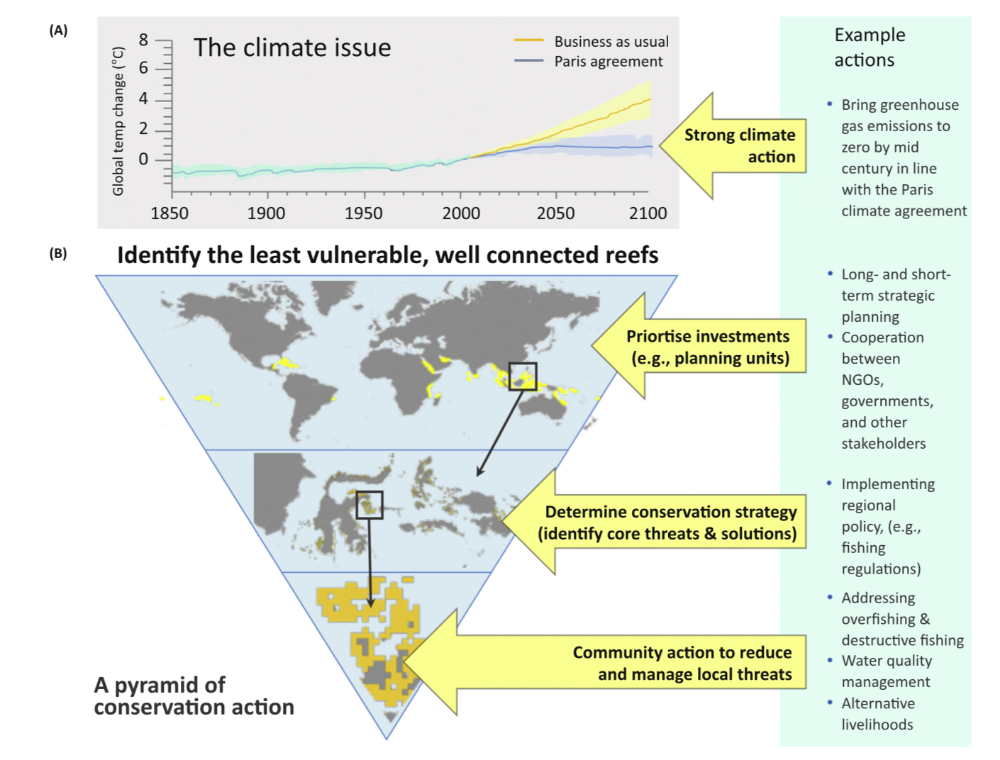 (A)
The climate issue
Business as usual
Paris agreement
Global temp change (°C)
8
6
4
2
0
1850 1900 1950 2000 2050 2100
Strong climate
action
Example
actions
• Bring greenhouse
gas emissions to
zero by mid
century in line
with the Paris
climate agreement
(B)
Identify the least vulnerable, well connected reefs
Priortise investments
(e.g., planning units)
• Long- and short-
term strategic
planning
• Cooperation
between
NGOs,
governments,
and other
stakeholders
Determine conservation strategy
(identify core threats & solutions)
• Implementing
regional
policy, (e.g.,
fishing
regulations)
Community action to reduce
and manage local threats
• Addressing
overfishing &
destructive fishing
• Water quality
management
• Alternative
livelihoods
A pyramid of
conservation action